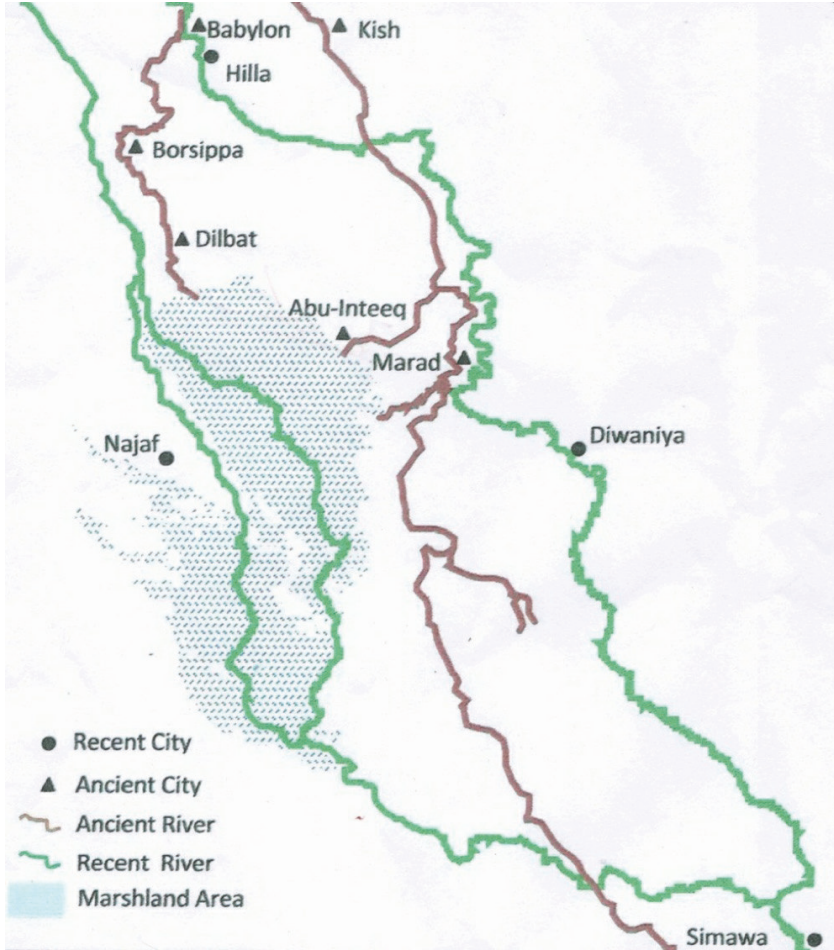 Babylon
Kish
Hilla
Borsippa
Dilbat
Abu-Inteeq
Marad
Diwaniya
Najaf
Recent City
Ancient City
Ancient River
Recent River
Marshland Area
Simawa